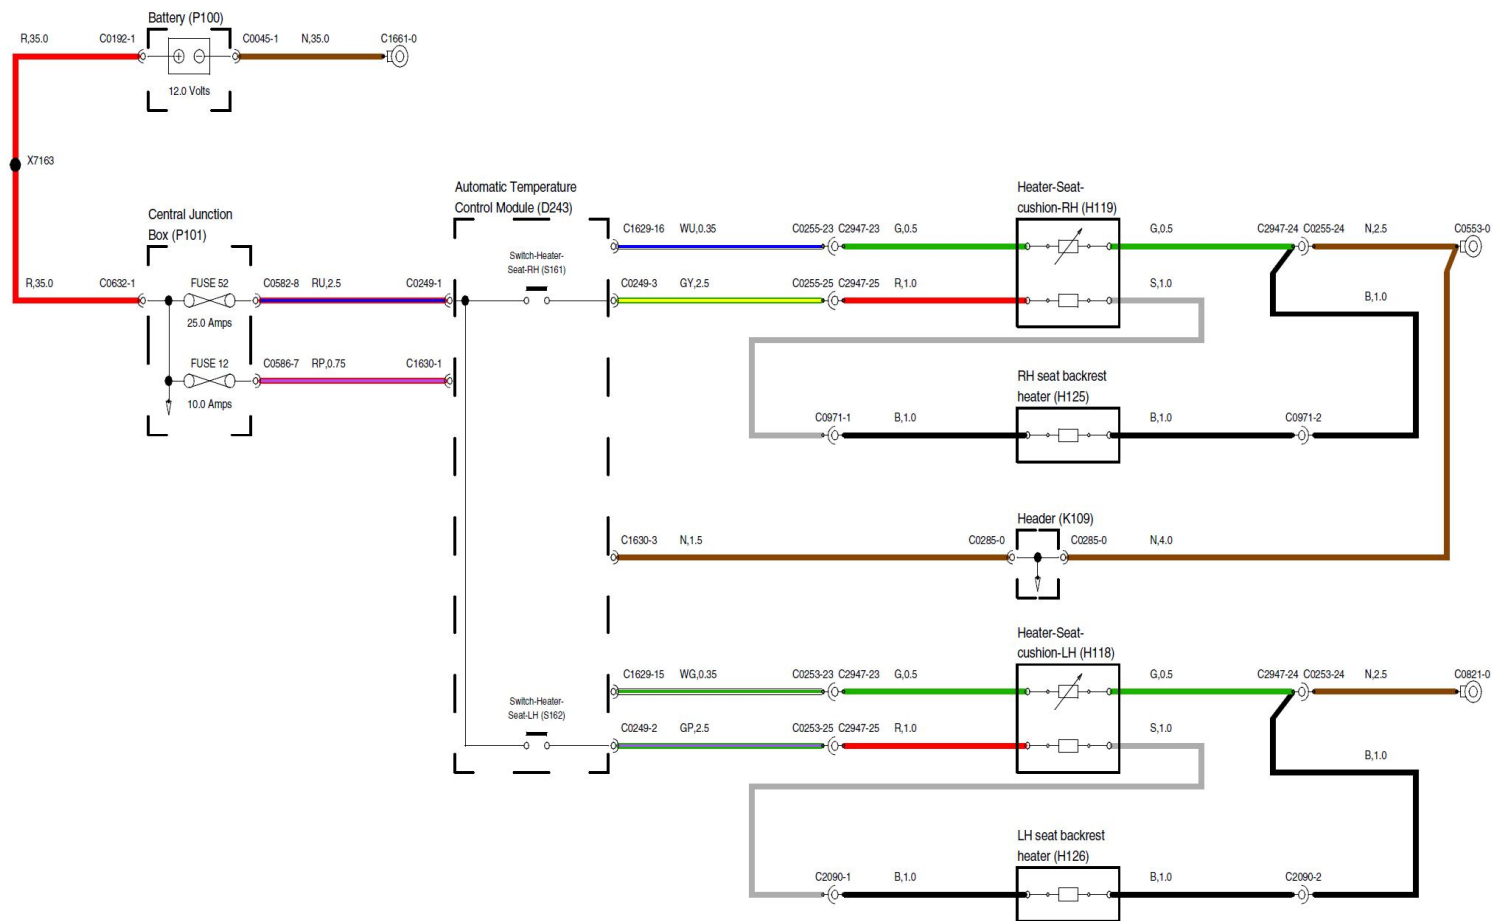 Battery (P100)
R,35.0 C0192-1 C0045-1 N,35.0 C1661-0
12.0 Volts
X7163
Central Junction
Box (P101)
R,35.0 C0632-1 FUSE 52 C0582-8 RU,2.5 C0249-1
25.0 Amps
FUSE 12 C0586-7 RP,0.75 C1630-1
10.0 Amps
Automatic Temperature
Control Module (D243)
Switch-Heater-
Seat-RH (S161)
Heater-Seat-
cushion-RH (H119)
C1629-16 WU,0.35 C0255-23 C2947-23 G,0.5 G,0.5 C2947-24 C0255-24 N,2.5 C0553-0
C0249-3 GY,2.5 C0255-25 C2947-25 R,1.0 S,1.0
B,1.0
RH seat backrest
heater (H125)
C0971-1 B,1.0 B,1.0 C0971-2
Header (K109)
C1630-3 N,1.5 C0285-0 C0285-0 N,4.0
Heater-Seat-
cushion-LH (H118)
C1629-15 WG,0.35 C0253-23 C2947-23 G,0.5 G,0.5 C2947-24 C0253-24 N,2.5 C0821-0
Switch-Heater-
Seat-LH (S162)
C0249-2 GP,2.5 C0253-25 C2947-25 R,1.0 S,1.0
B,1.0
LH seat backrest
heater (H126)
C2090-1 B,1.0 B,1.0 C2090-2